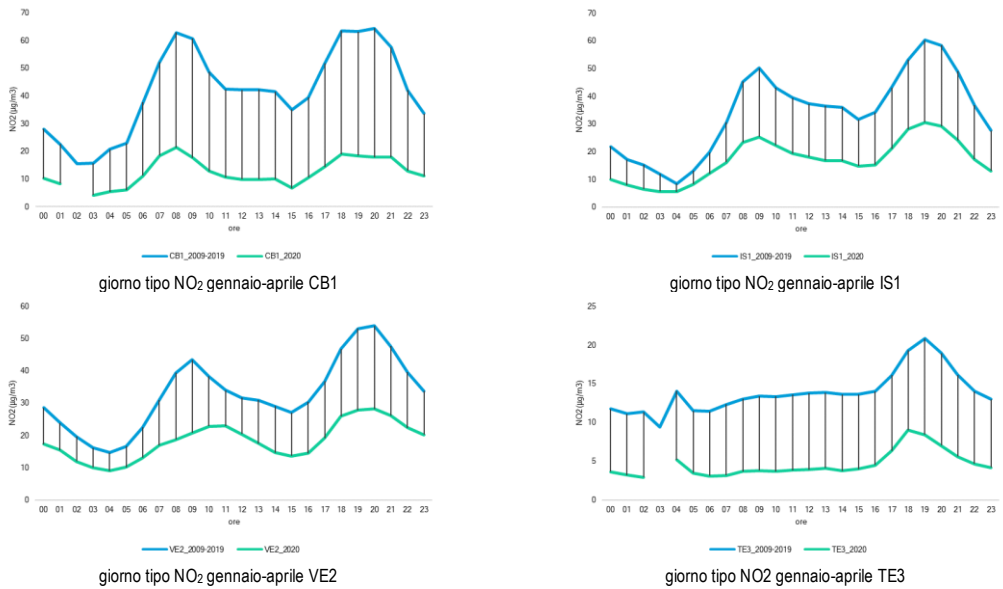 70
60
50
40
30
20
10
0
NO2(µg/m3)
00 01 02 03 04 05 06 07 08 09 10 11 12 13 14 15 16 17 18 19 20 21 22 23
ore
CB1_2009-2019 CB1_2020
giorno tipo NO2 gennaio-aprile CB1
70
60
50
40
30
20
10
0
NO2(µg/m3)
00 01 02 03 04 05 06 07 08 09 10 11 12 13 14 15 16 17 18 19 20 21 22 23
ore
IS1_2009-2019 IS1_2020
giorno tipo NO2 gennaio-aprile IS1
60
50
40
30
20
10
0
NO2(µg/m3)
00 01 02 03 04 05 06 07 08 09 10 11 12 13 14 15 16 17 18 19 20 21 22 23
ore
VE2_2009-2019 VE2_2020
giorno tipo NO2 gennaio-aprile VE2
25
20
15
10
5
0
NO2(µg/m3)
00 01 02 03 04 05 06 07 08 09 10 11 12 13 14 15 16 17 18 19 20 21 22 23
ore
TE3_2009-2019 TE3_2020
giorno tipo NO2 gennaio-aprile TE3